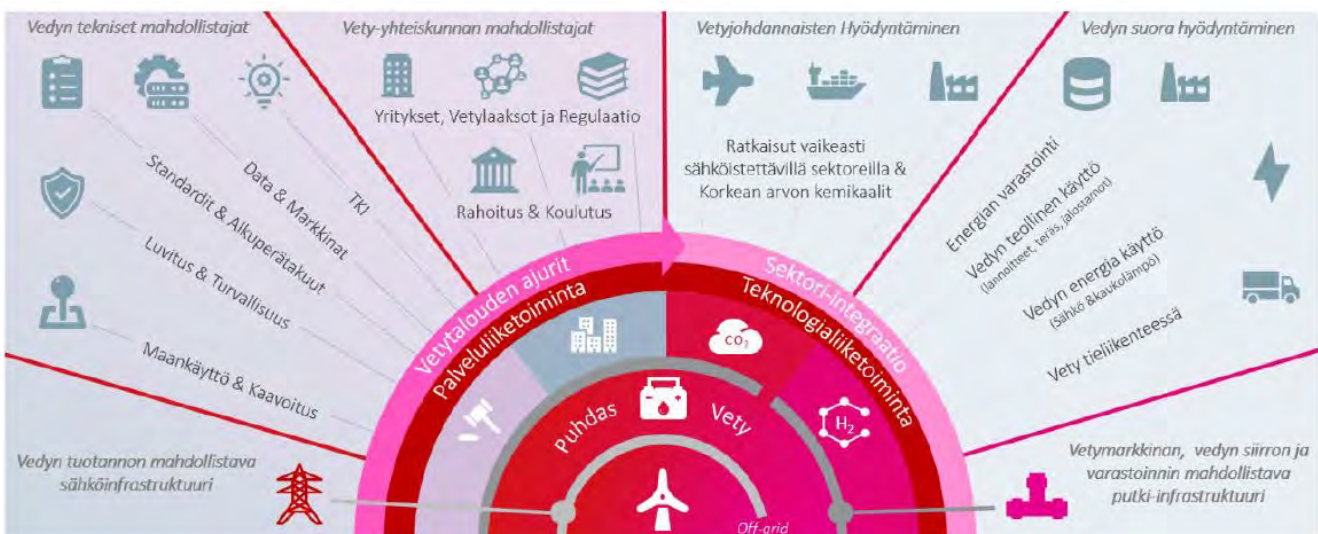 Vedyn tekniset mahdollistajat
Vety-yhteiskunnan mahdollistajat
Vetyjohdannaisten Hyödyntäminen
Vedyn suora hyödyntäminen
Yritykset, Vetylaaksot ja Regulaatio
Rahoitus & Koulutus
Ratkaisut vaikeasti
sähköistettävillä sektoreilla &
Korkean arvon kemikaalit
TKI
Data & Markkinat
Standardit & Alkuperätakuut
Luvitus & Turvallisuus
Maankäyttö & Kaavoitus
Energian varastointi
Vedyn teollinen käyttö
(lannoitteet, teräs, jalostamot)
Vedyn energia käyttö
(Sähkö &kaukolämpö)
Vety tieliikenteessä
Vetytalouden ajurit
Sektori-integraatio
Palveluliiketoiminta
Teknologialiiketoiminta
CO2
H2
Puhdas Vety
Off-grid
Vedyn tuotannon mahdollistava
sähköinfrastruktuuri
Vetymarkkinan, vedyn siirron ja
varastoinnin mahdollistava
putki-infrastruktuuri